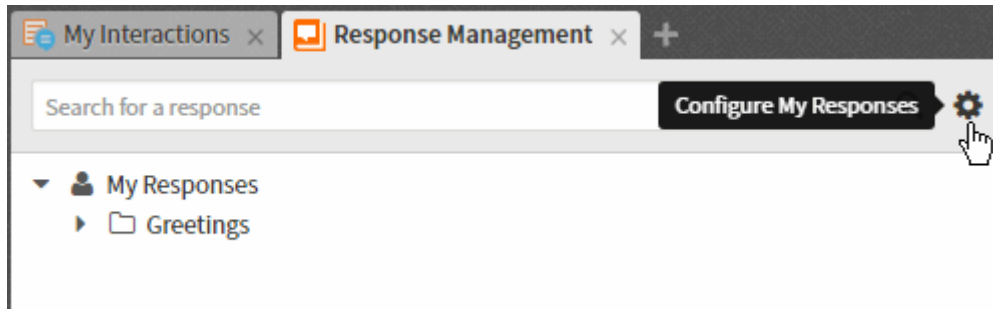 My Interactions × Response Management × +
Search for a response Configure My Responses
My Responses
Greetings